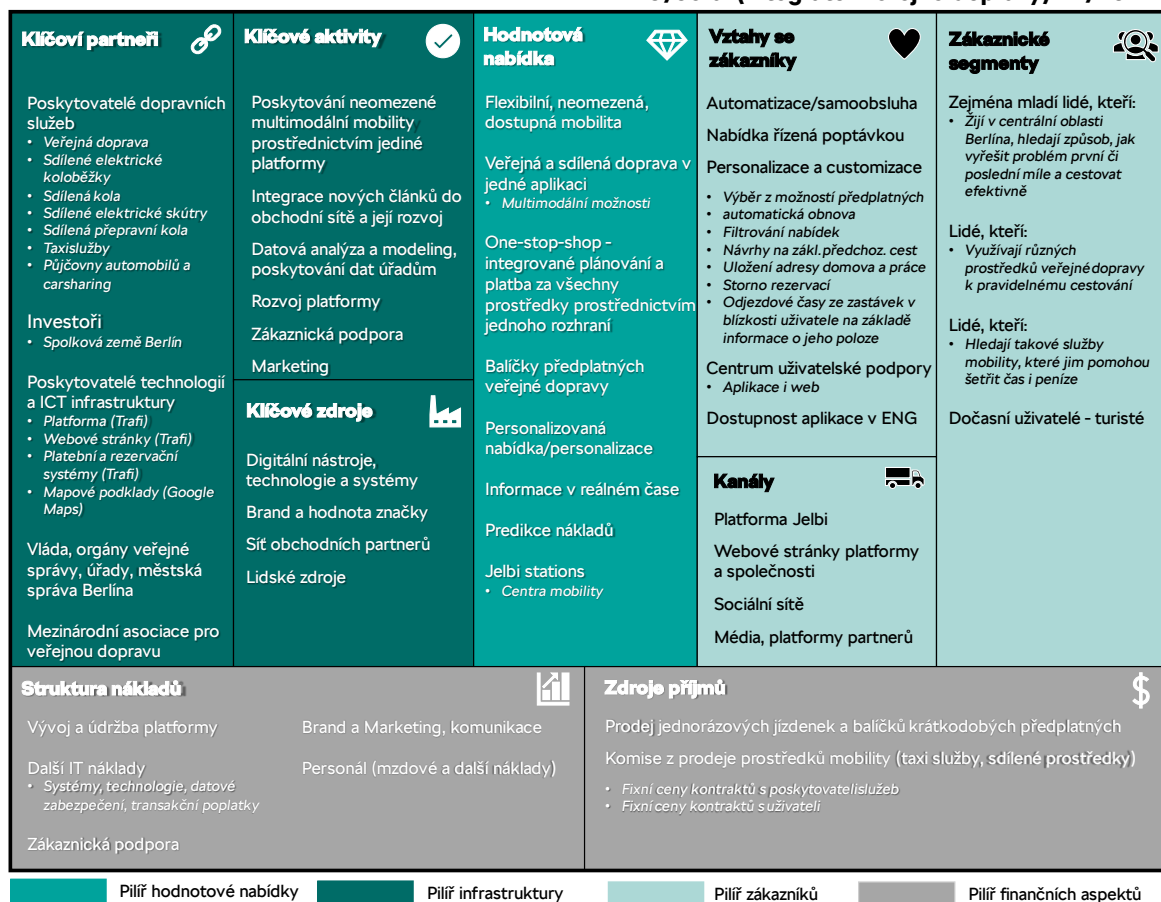 Klíčoví partneři
Poskytovatelé dopravních
služeb
• Veřejná doprava
• Sdílené elektrické
koloběžky
• Sdílená kola
• Sdílené elektrické skútry
• Sdílená přepravní kola
• Taxislužby
• Půjčovny automobilů a
carsharing
Investoři
• Spolková země Berlín
Poskytovatelé technologií
a ICT infrastruktury
• Platforma (Trafi)
• Webové stránky (Trafi)
• Platební a rezervační
systémy (Trafi)
• Mapové podklady (Google
Maps)
Vláda, orgány veřejné
správy, úřady, městská
správa Berlína
Mezinárodní asociace pro
veřejnou dopravu
Klíčové aktivity
Poskytování neomezené
multimodální mobility
prostřednictvím jediné
platformy
Integrace nových článků do
obchodní sítě a její rozvoj
Datová analýza a modeling,
poskytování dat úřadům
Rozvoj platformy
Zákaznická podpora
Marketing
Klíčové zdroje
Digitální nástroje,
technologie a systémy
Brand a hodnota značky
Síť obchodních partnerů
Lidské zdroje
Hodnotová
nabídka
Flexibilní, neomezená,
dostupná mobilita
Veřejná a sdílená doprava v
jedné aplikaci
• Multimodální možnosti
One-stop-shop -
integrované plánování a
platba za všechny
prostředky prostřednictvím
jednoho rozhraní
Balíčky předplatných
veřejné dopravy
Personalizovaná
nabídka/personalizace
Informace v reálném čase
Predikce nákladů
Jelbi stations
• Centra mobility
Vztahy se
zákazníky
Automatizace/samoobsluha
Nabídka řízená poptávkou
Personalizace a customizace
• Výběr z možností předplatných
• automatická obnova
• Filtrování nabídek
• Návrhy na zákl.předchoz. cest
• Uložení adresy domova a práce
• Storno rezervací
• Odjezdové časy ze zastávek v
blízkosti uživatele na základě
informace o jeho poloze
Centrum uživatelské podpory
• Aplikace i web
Dostupnost aplikace v ENG
Kanály
Platforma Jelbi
Webové stránky platformy
a společnosti
Sociální sítě
Média, platformy partnerů
Zákaznické
segmenty
Zejména mladí lidé, kteří:
• Žijí v centrální oblasti
Berlína, hledají způsob, jak
vyřešit problém první či
poslední míle a cestovat
efektivně
Lidé, kteří:
• Využívají různých
prostředků veřejné dopravy
k pravidelnému cestování
Lidé, kteří:
• Hledají takové služby
mobility, které jim pomohou
šetřit čas i peníze
Dočasní uživatelé - turisté
Struktura nákladů
Vývoj a údržba platformy
Další IT náklady
• Systémy, technologie, datové
zabezpečení, transakční poplatky
Zákaznická podpora
Brand a Marketing, komunikace
Personál (mzdové a další náklady)
Zdroje příjmů
Prodej jednorázových jízdenek a balíčků krátkodobých předplatných
Komise z prodeje prostředků mobility (taxi služby, sdílené prostředky)
• Fixní ceny kontraktů s poskytovateli služeb
• Fixní ceny kontraktů s uživateli
Pilíř hodnotové nabídky
Pilíř infrastruktury
Pilíř zákazníků
Pilíř finančních aspektů